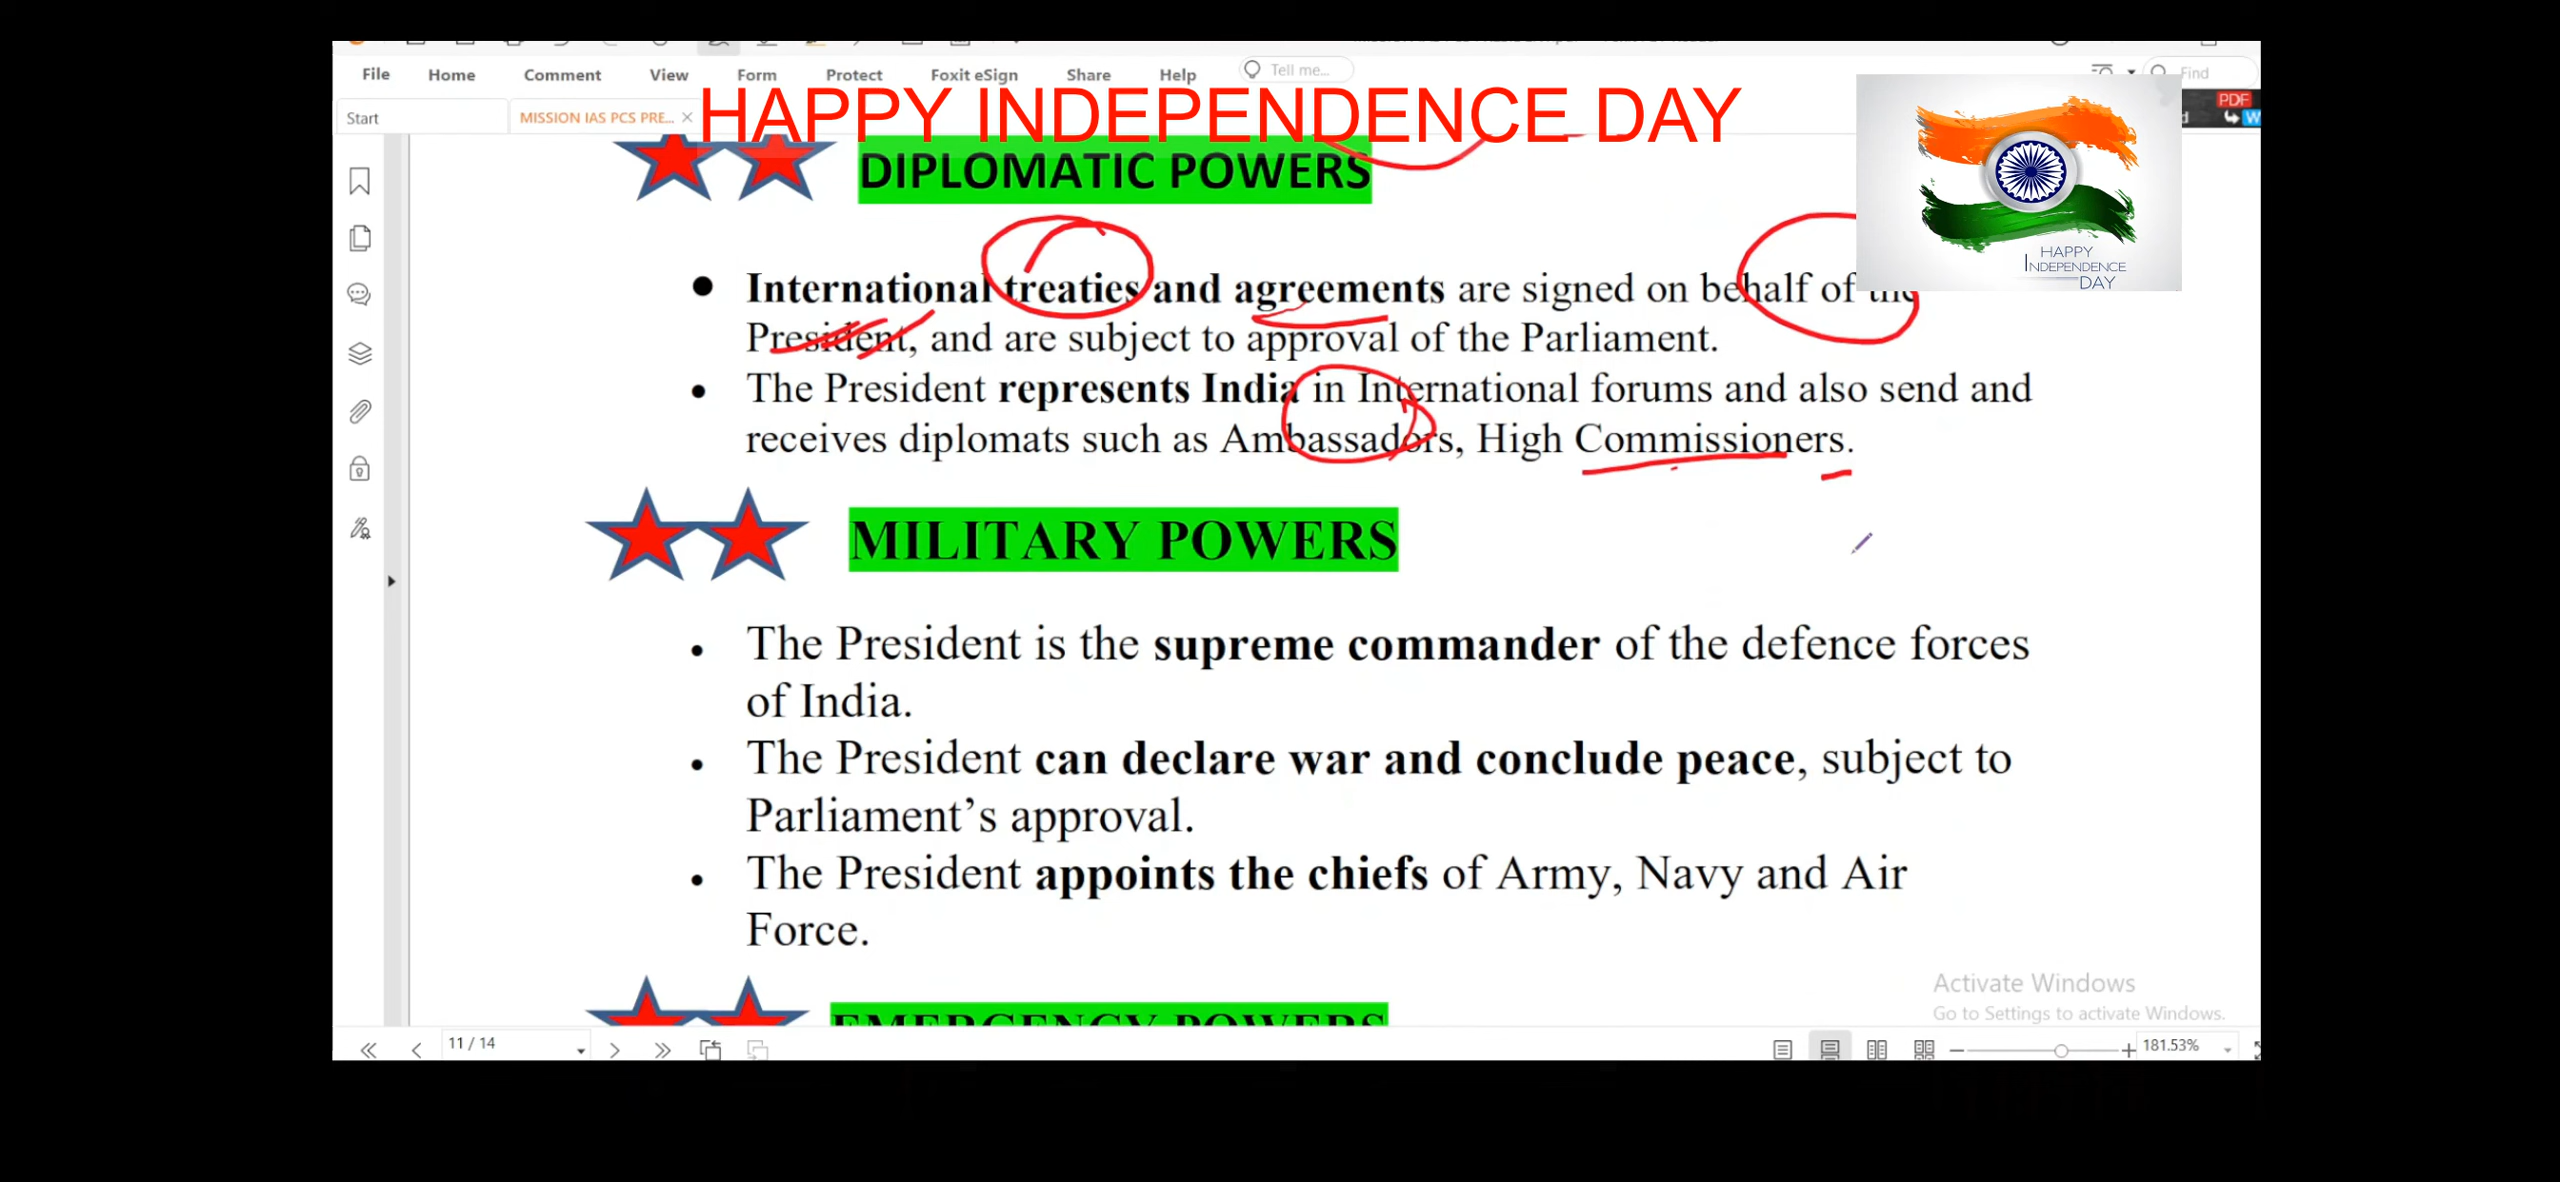 File Home Comment View Form Protect Foxit eSign Share Help Tell me... Find
Start MISSION IAS PCS PRE... PDF
HAPPY INDEPENDENCE DAY
DIPLOMATIC POWERS
HAPPY
INDEPENDENCE
DAY
• International treaties and agreements are signed on behalf of the
President, and are subject to approval of the Parliament.
• The President represents India in International forums and also send and
receives diplomats such as Ambassadors, High Commissioners.
MILITARY POWERS
• The President is the supreme commander of the defence forces
of India.
• The President can declare war and conclude peace, subject to
Parliament’s approval.
• The President appoints the chiefs of Army, Navy and Air
Force.
EMERGENCY POWERS
Activate Windows
Go to Settings to activate Windows.
11 / 14 181.53%